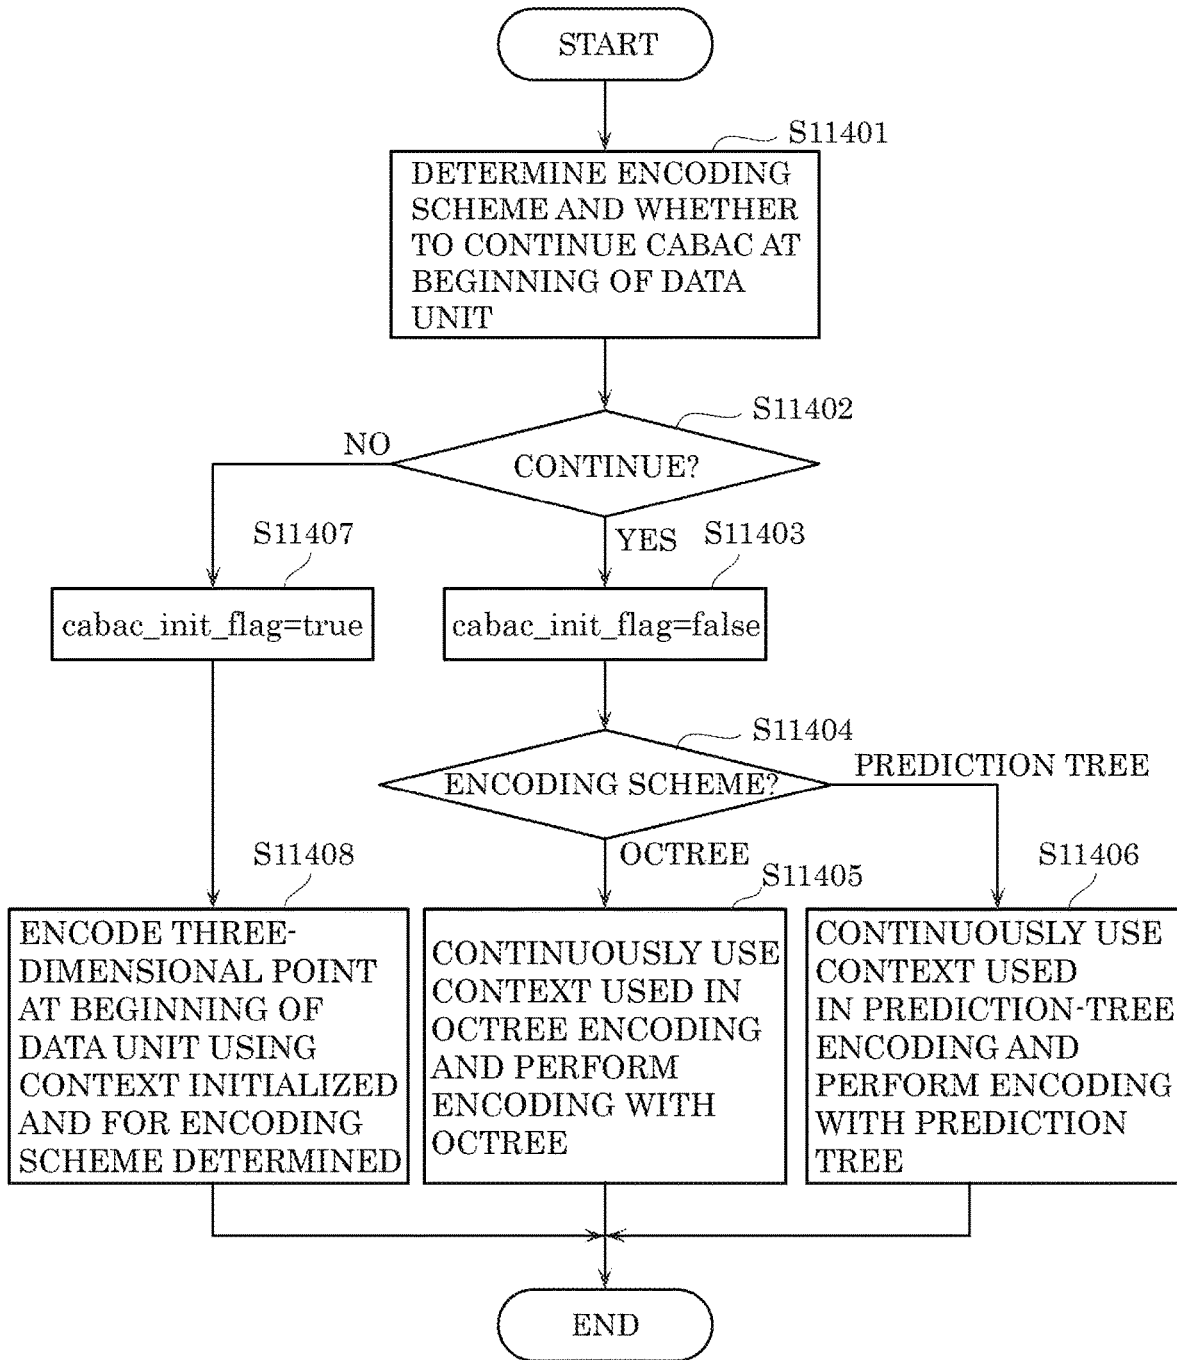 START
S11401
DETERMINE ENCODING
SCHEME AND WHETHER
TO CONTINUE CABAC AT
BEGINNING OF DATA
UNIT
S11402
CONTINUE?
NO
YES
S11407
cabac_init_flag=true
S11403
cabac_init_flag=false
S11404
ENCODING SCHEME?
PREDICTION TREE
OCTREE
S11408
ENCODE THREE-
DIMENSIONAL POINT
AT BEGINNING OF
DATA UNIT USING
CONTEXT INITIALIZED
AND FOR ENCODING
SCHEME DETERMINED
S11405
CONTINUOUSLY USE
CONTEXT USED IN
OCTREE ENCODING
AND PERFORM
ENCODING WITH
OCTREE
S11406
CONTINUOUSLY USE
CONTEXT USED
IN PREDICTION-TREE
ENCODING AND
PERFORM ENCODING
WITH PREDICTION
TREE
END